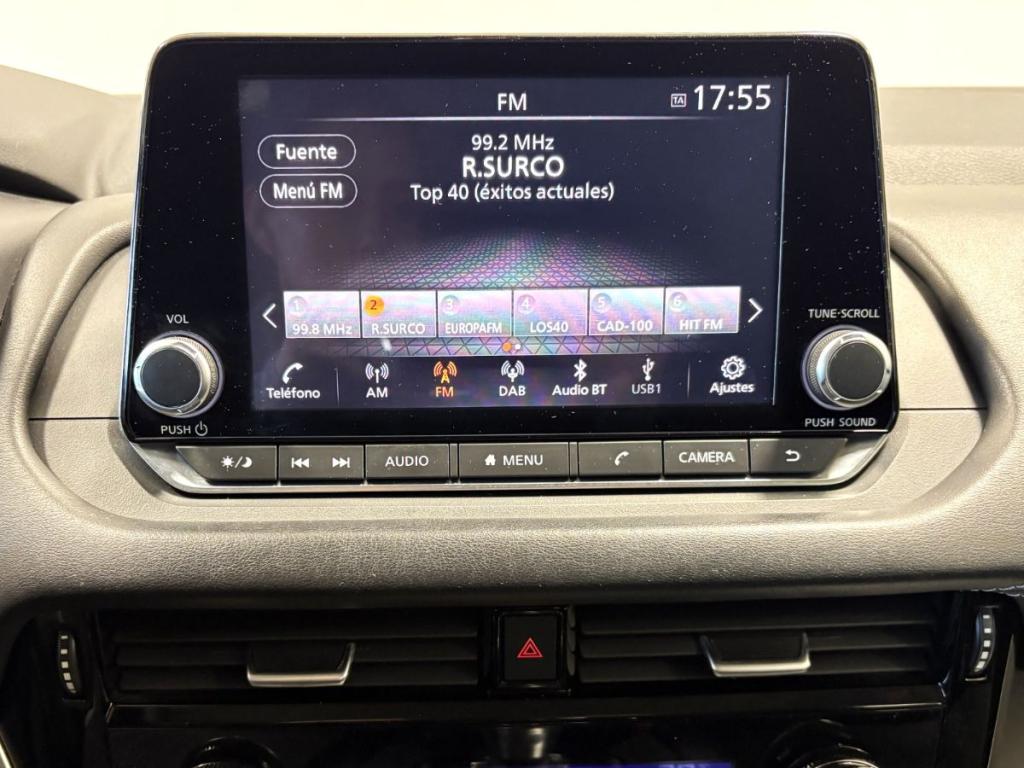 FM
TA 17:55
Fuente
99.2 MHz
R.SURCO
Menú FM
Top 40 (éxitos actuales)
1 2 3 4 5 6
99.8 MHz R.SURCO EUROPAFM LOS40 CAD-100 HIT FM
VOL
TUNE·SCROLL
Teléfono AM FM DAB Audio BT USB1 Ajustes
PUSH
PUSH SOUND
AUDIO MENU CAMERA